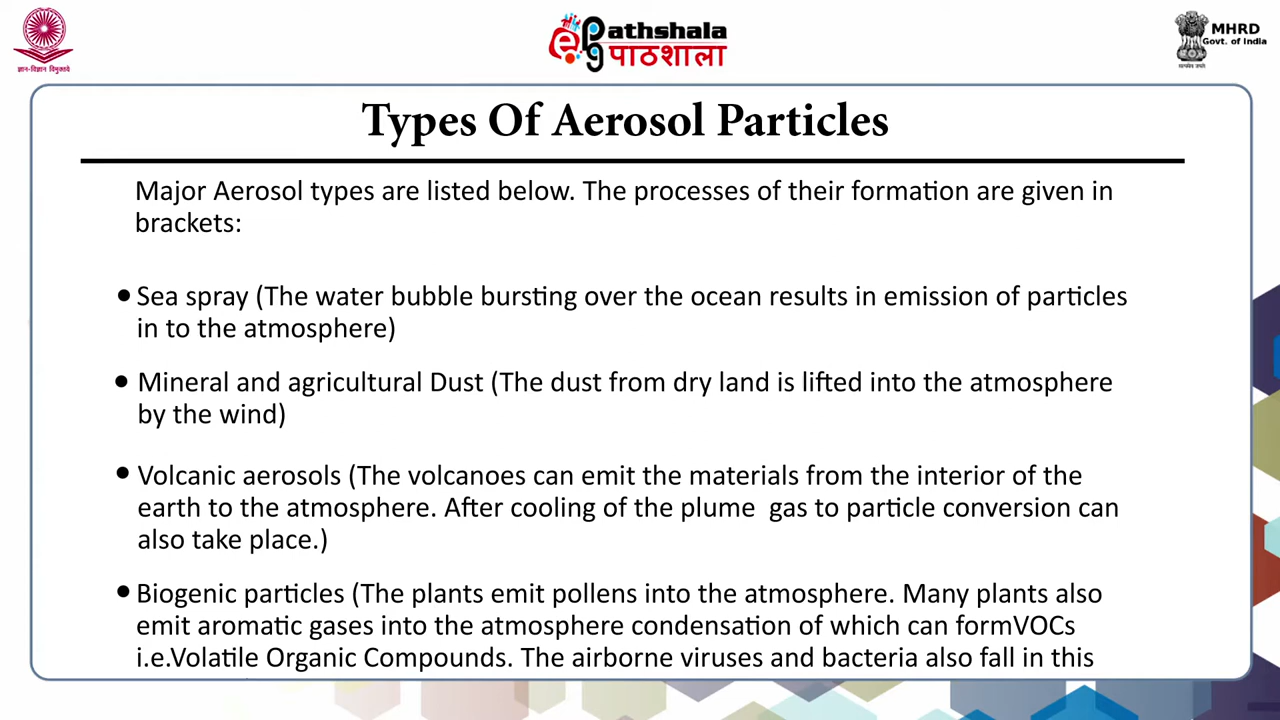 ज्ञान-विज्ञान विमुक्तये
ePathshala
पाठशाला
MHRD
Govt. of India
सत्यमेव जयते
Types Of Aerosol Particles
Major Aerosol types are listed below. The processes of their formation are given in
brackets:
•Sea spray (The water bubble bursting over the ocean results in emission of particles
in to the atmosphere)
• Mineral and agricultural Dust (The dust from dry land is lifted into the atmosphere
by the wind)
• Volcanic aerosols (The volcanoes can emit the materials from the interior of the
earth to the atmosphere. After cooling of the plume  gas to particle conversion can
also take place.)
•Biogenic particles (The plants emit pollens into the atmosphere. Many plants also
emit aromatic gases into the atmosphere condensation of which can formVOCs
i.e.Volatile Organic Compounds. The airborne viruses and bacteria also fall in this